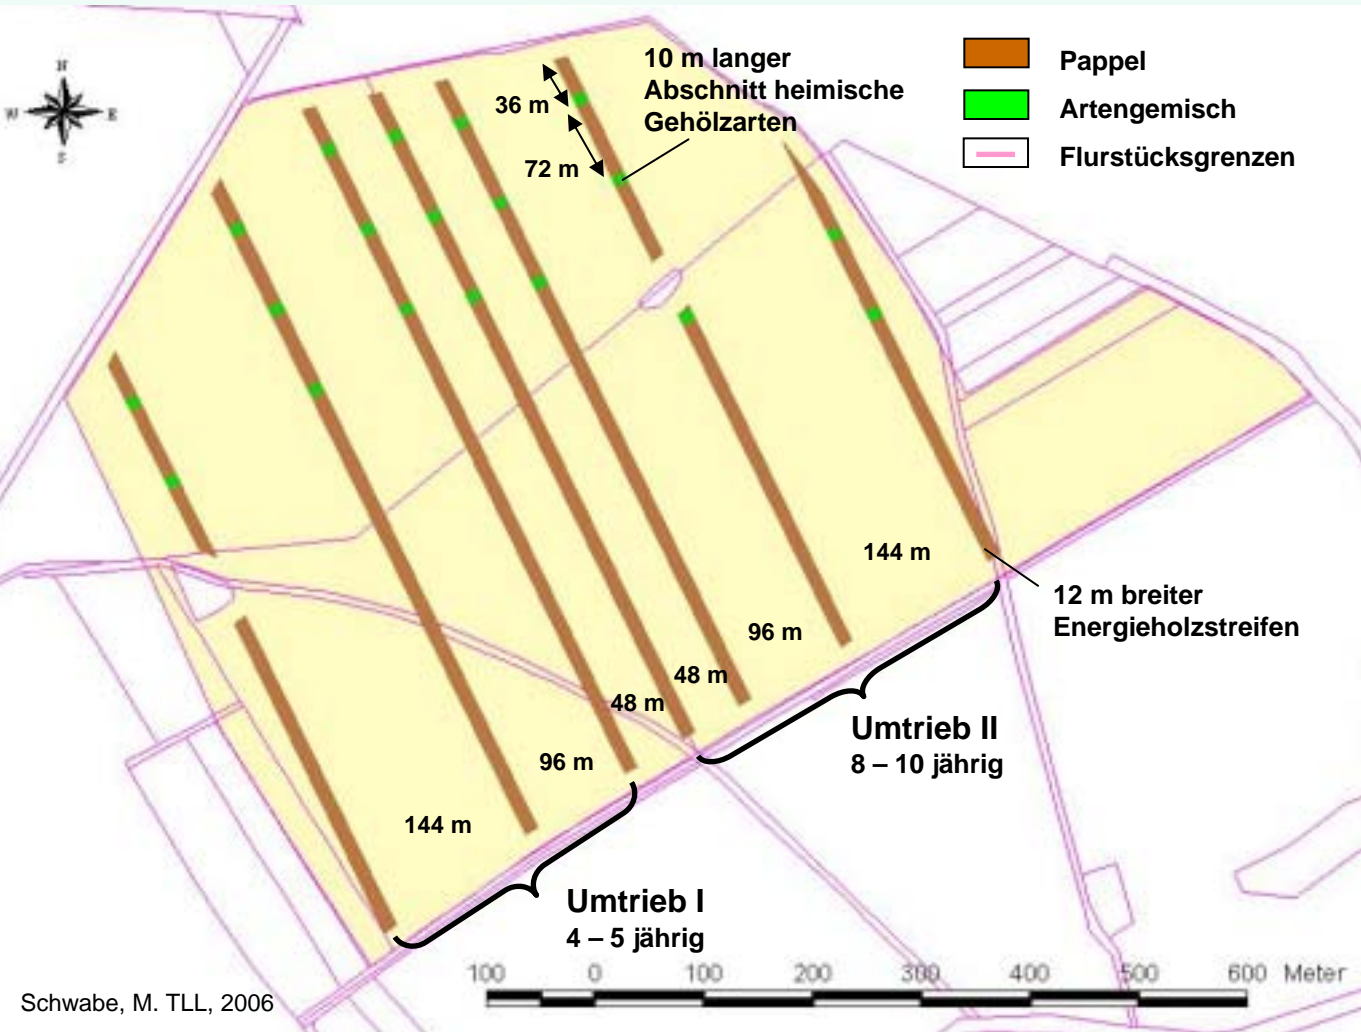 N
W
E
S
10 m langer
Abschnitt heimische
Gehölzarten
36 m
72 m
Pappel
Artengemisch
Flurstücksgrenzen
144 m
12 m breiter
Energieholzstreifen
96 m
48 m
48 m
96 m
144 m
Umtrieb II
8 – 10 jährig
Umtrieb I
4 – 5 jährig
100 0 100 200 300 400 500 600 Meter
Schwabe, M. TLL, 2006